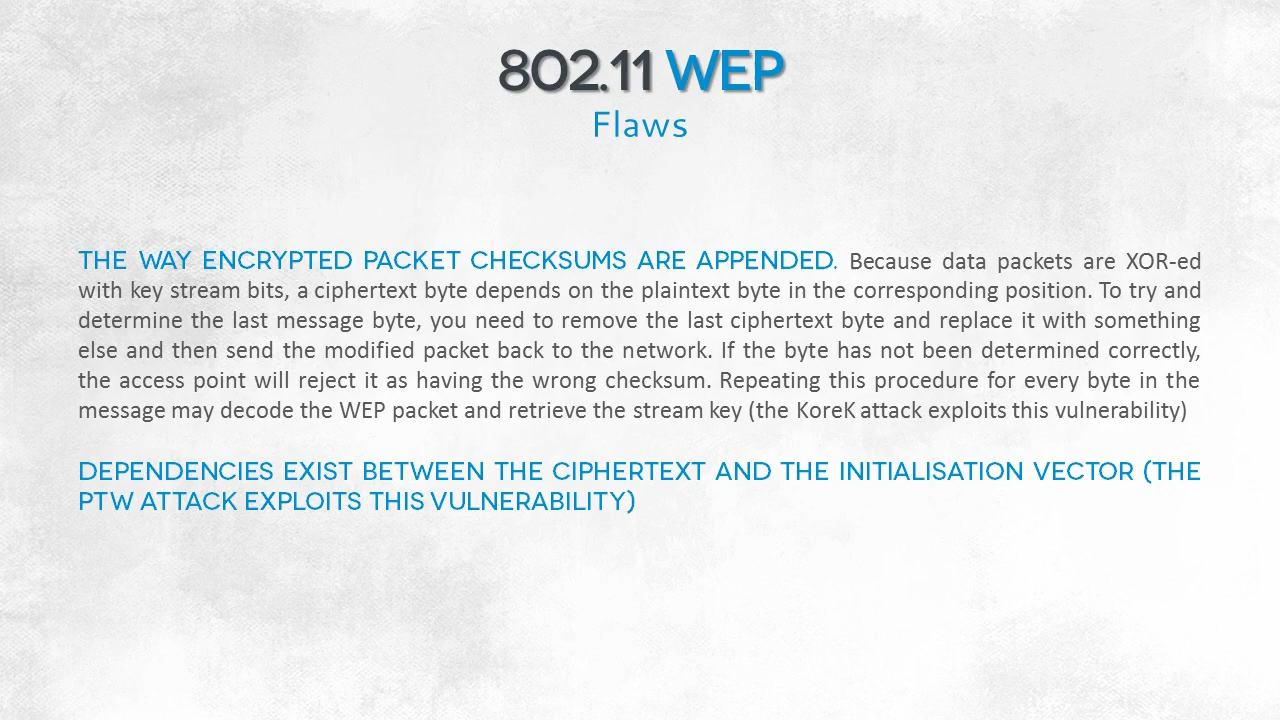 802.11 WEP
Flaws
THE WAY ENCRYPTED PACKET CHECKSUMS ARE APPENDED. Because data packets are XOR-ed
with key stream bits, a ciphertext byte depends on the plaintext byte in the corresponding position. To try and
determine the last message byte, you need to remove the last ciphertext byte and replace it with something
else and then send the modified packet back to the network. If the byte has not been determined correctly,
the access point will reject it as having the wrong checksum. Repeating this procedure for every byte in the
message may decode the WEP packet and retrieve the stream key (the KoreK attack exploits this vulnerability)
DEPENDENCIES EXIST BETWEEN THE CIPHERTEXT AND THE INITIALISATION VECTOR (THE
PTW ATTACK EXPLOITS THIS VULNERABILITY)